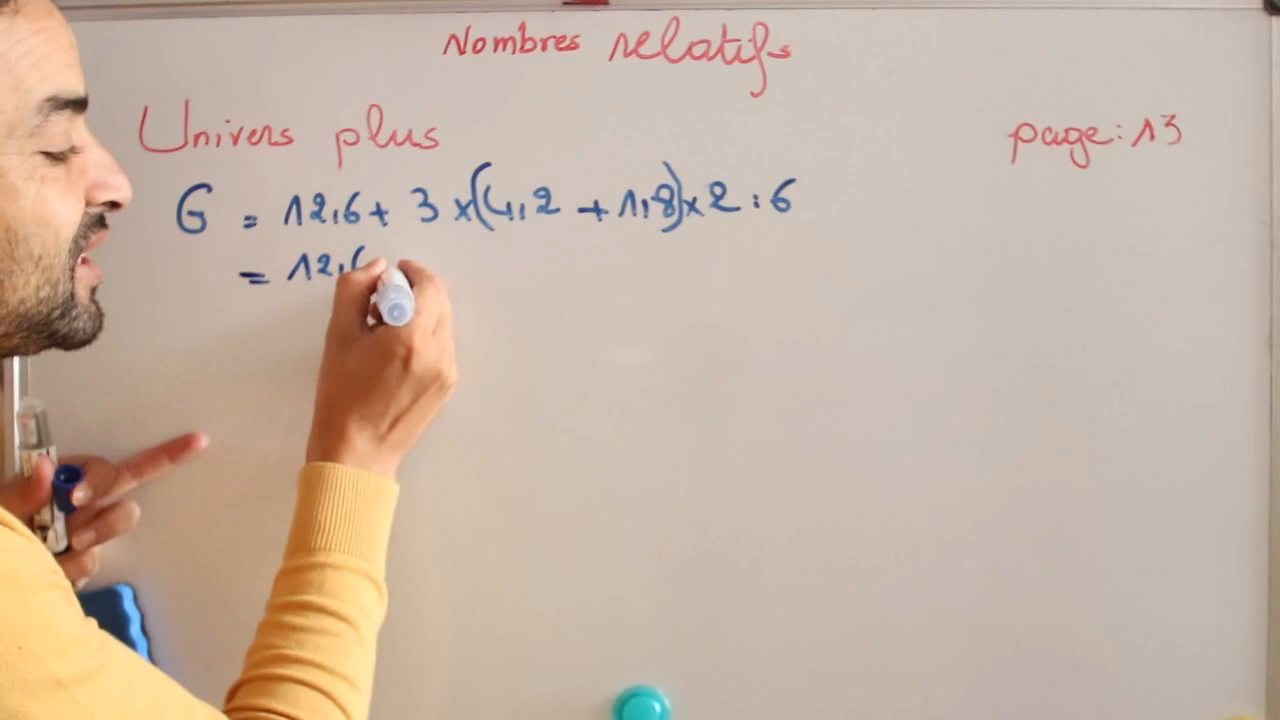 Nombres relatifs
Univers plus
page: 13
G = 12,6 + 3 × (4,2 + 1,8) × 2 : 6
= 12,6